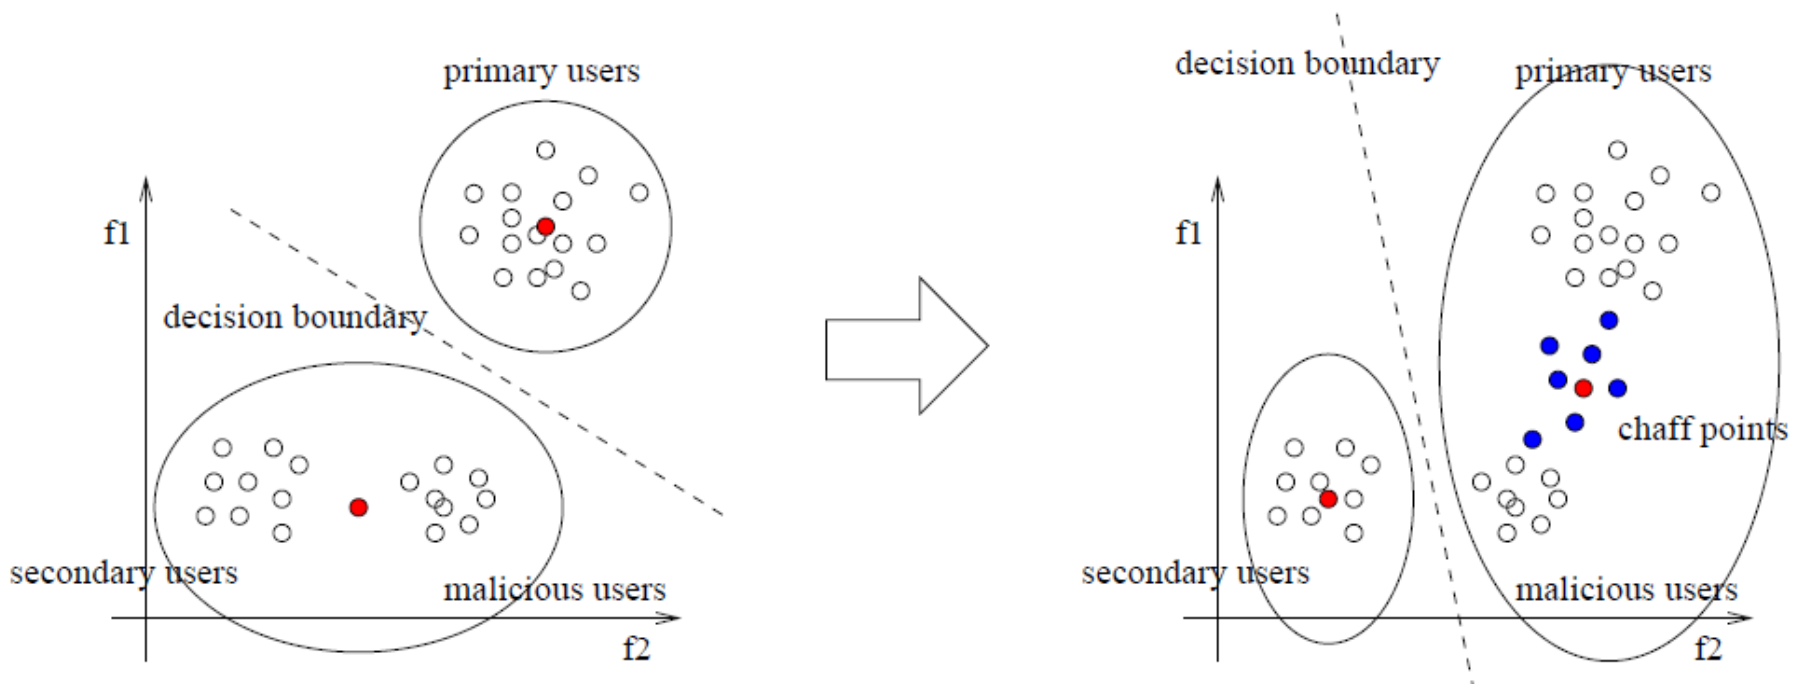 primary users
f1
decision boundary
secondary users
malicious users
f2
decision boundary
primary users
f1
chaff points
secondary users
malicious users
f2